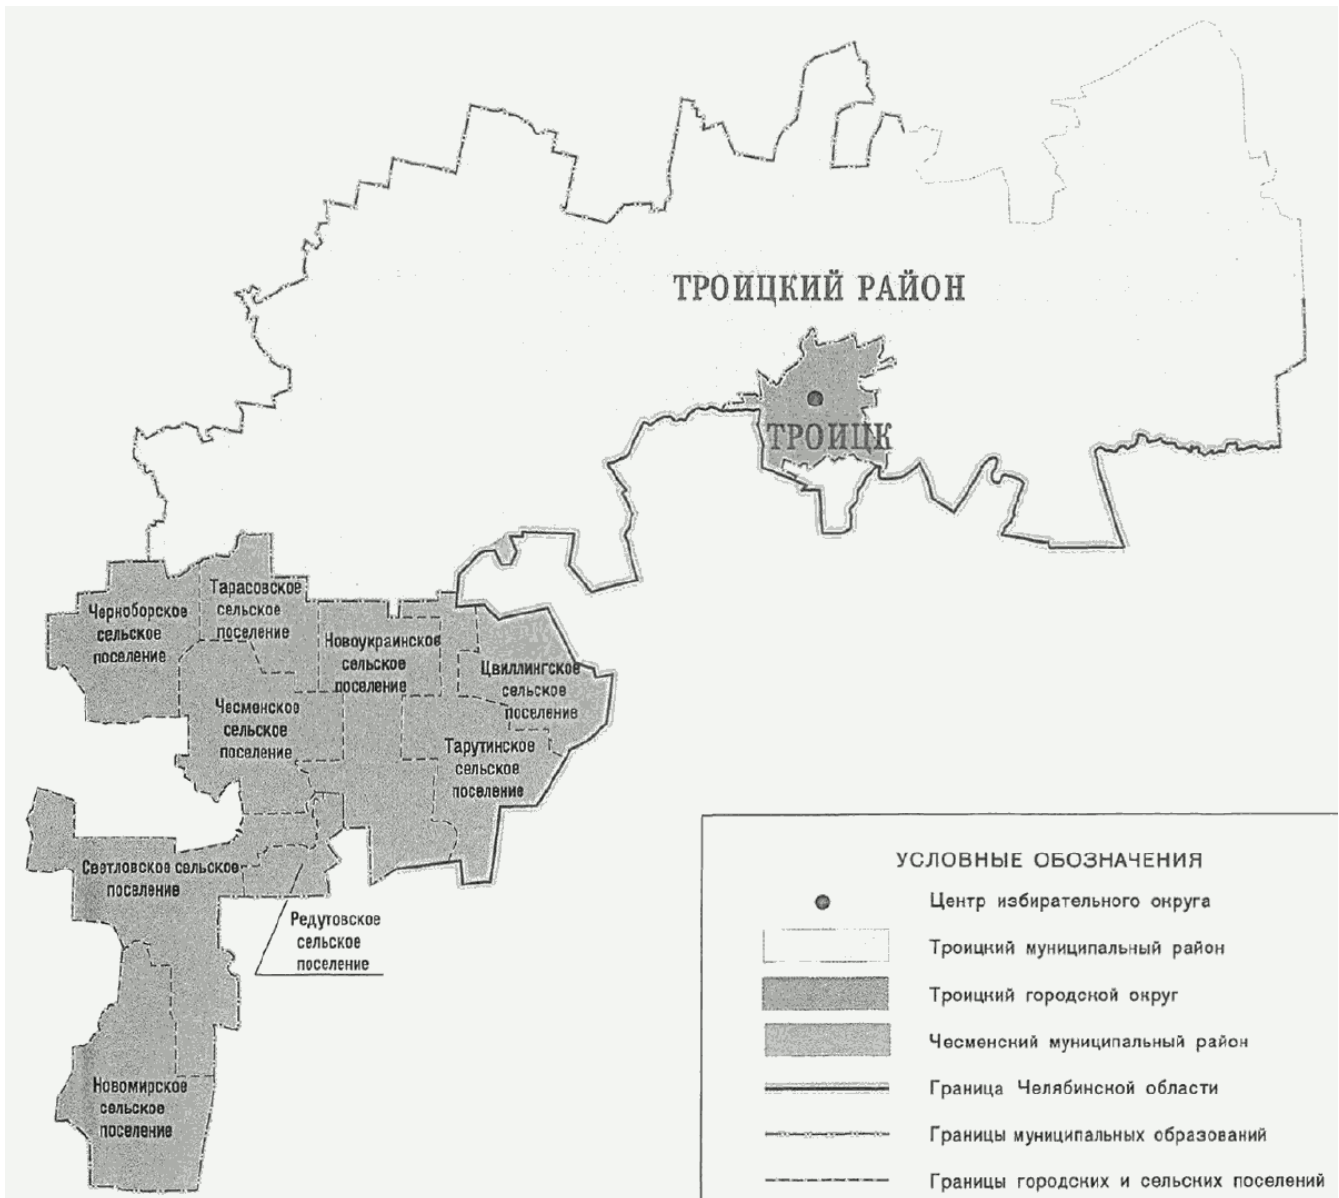 ТРОИЦКИЙ РАЙОН
ТРОИЦК
Черноборское
сельское
поселение
Тарасовское
сельское
поселение
Новоукраинское
сельское
поселение
Цвиллингское
сельское
поселение
Чесменское
сельское
поселение
Тарутинское
сельское
поселение
Светловское сельское
поселение
Редутовское
сельское
поселение
Новомирское
сельское
поселение
УСЛОВНЫЕ ОБОЗНАЧЕНИЯ
Центр избирательного округа
Троицкий муниципальный район
Троицкий городской округ
Чесменский муниципальный район
Граница Челябинской области
Границы муниципальных образований
Границы городских и сельских поселений